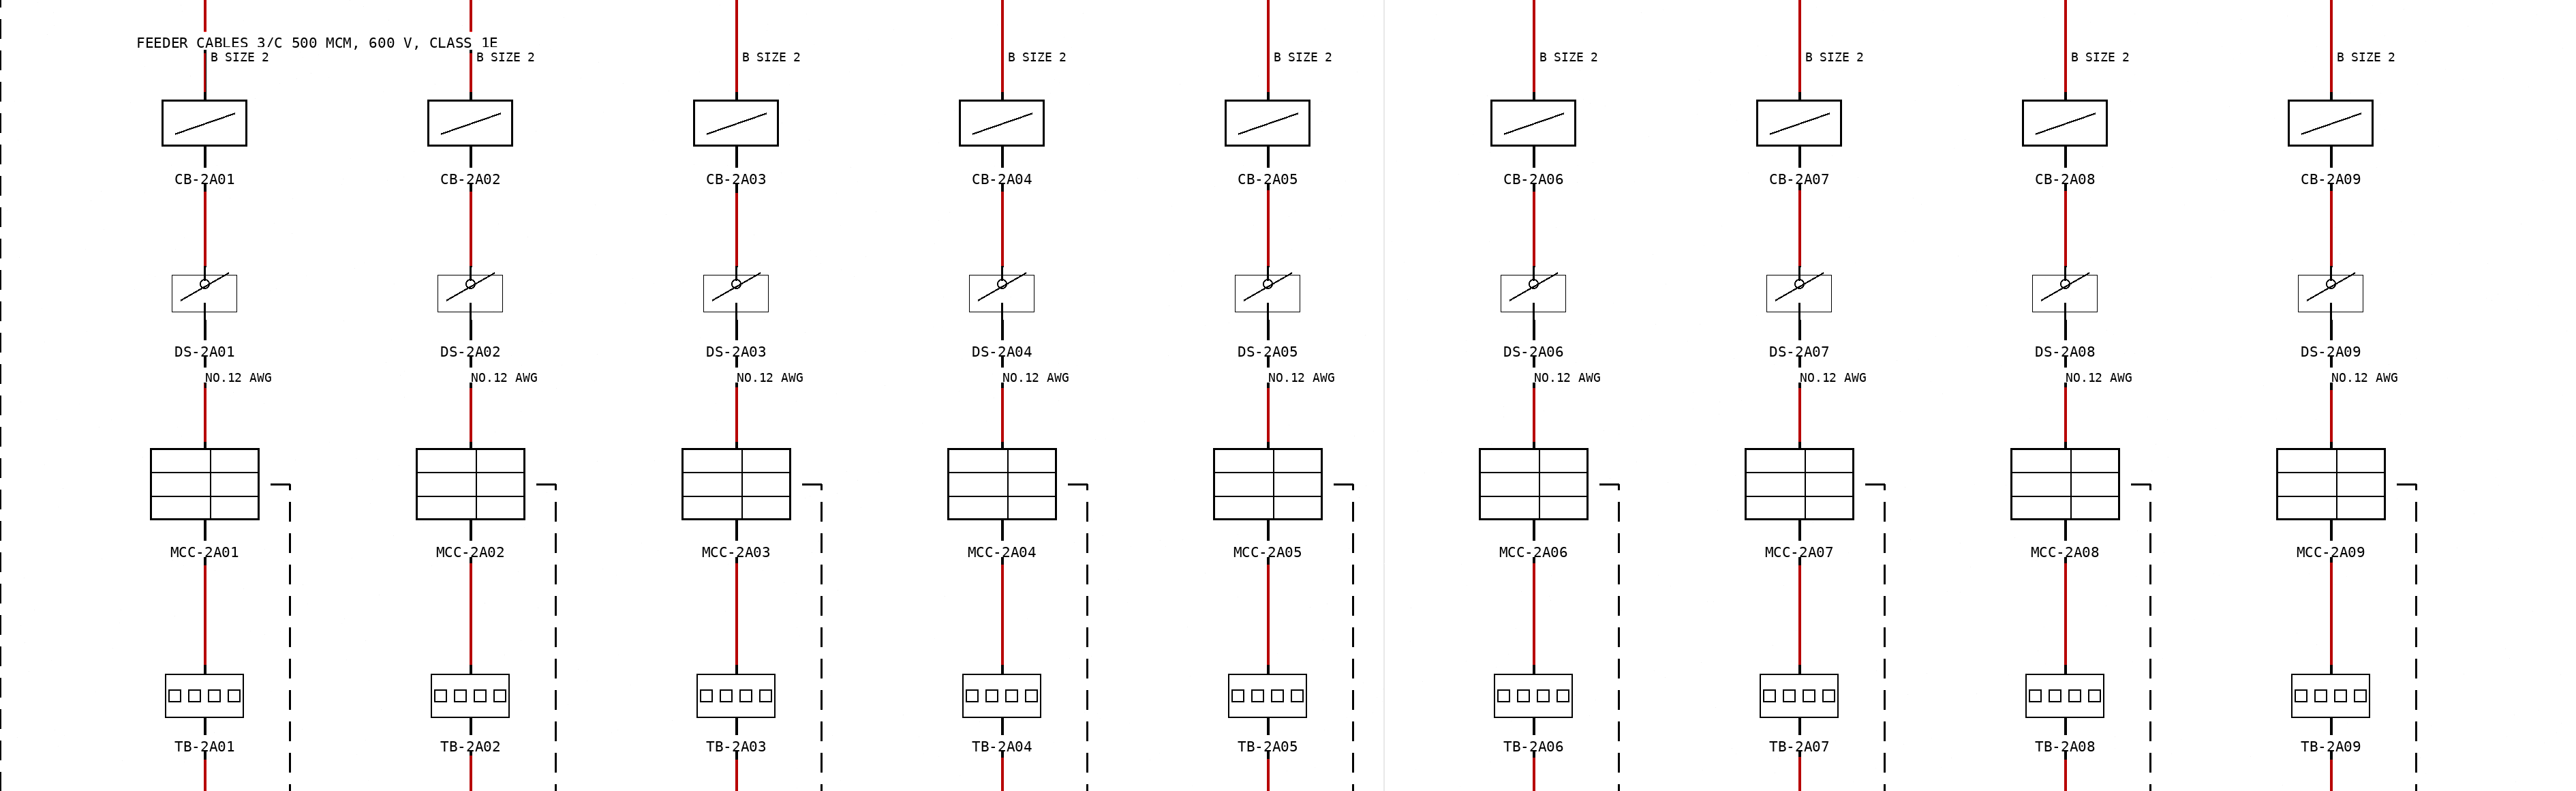 FEEDER CABLES 3/C 500 MCM, 600 V, CLASS 1E
B SIZE 2 B SIZE 2 B SIZE 2 B SIZE 2 B SIZE 2 B SIZE 2 B SIZE 2 B SIZE 2 B SIZE 2
CB-2A01 CB-2A02 CB-2A03 CB-2A04 CB-2A05 CB-2A06 CB-2A07 CB-2A08 CB-2A09
DS-2A01 DS-2A02 DS-2A03 DS-2A04 DS-2A05 DS-2A06 DS-2A07 DS-2A08 DS-2A09
NO.12 AWG NO.12 AWG NO.12 AWG NO.12 AWG NO.12 AWG NO.12 AWG NO.12 AWG NO.12 AWG NO.12 AWG
MCC-2A01 MCC-2A02 MCC-2A03 MCC-2A04 MCC-2A05 MCC-2A06 MCC-2A07 MCC-2A08 MCC-2A09
TB-2A01 TB-2A02 TB-2A03 TB-2A04 TB-2A05 TB-2A06 TB-2A07 TB-2A08 TB-2A09